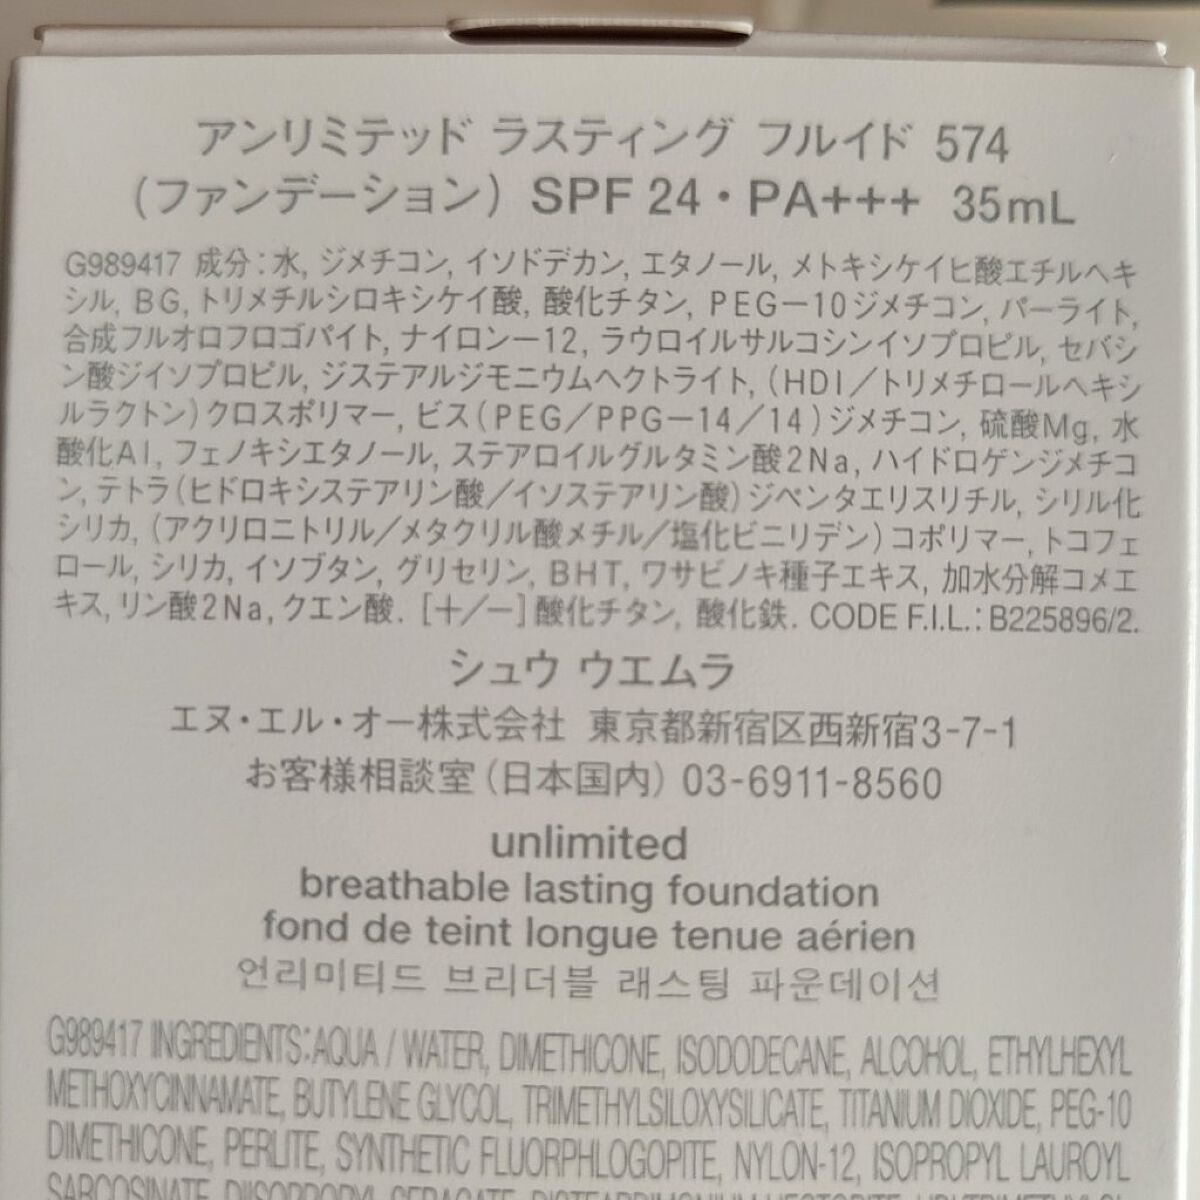 アンリミテッド ラスティング フルイド 574
(ファンデーション) SPF 24・PA+++ 35mL
G989417 成分：水, ジメチコン, イソドデカン, エタノール, メトキシケイヒ酸エチルヘキ
シル, BG, トリメチルシロキシケイ酸, 酸化チタン, PEG－10ジメチコン, パーライト,
合成フルオロフロゴパイト, ナイロン－12, ラウロイルサルコシンイソプロピル, セバシ
ン酸ジイソプロピル, ジステアルジモニウムヘクトライト, (HDI／トリメチロールヘキシ
ルラクトン)クロスポリマー, ビス(PEG／PPG－14／14)ジメチコン, 硫酸Mg, 水
酸化Al, フェノキシエタノール, ステアロイルグルタミン酸2Na, ハイドロゲンジメチコ
ン, テトラ(ヒドロキシステアリン酸／イソステアリン酸)ジペンタエリスリチル, シリル化
シリカ, (アクリロニトリル／メタクリル酸メチル／塩化ビニリデン)コポリマー, トコフェ
ロール, シリカ, イソブタン, グリセリン, BHT, ワサビノキ種子エキス, 加水分解コメエ
キス, リン酸2Na, クエン酸. [＋/－]酸化チタン, 酸化鉄. CODE F.I.L.: B225896/2.
シュウ ウエムラ
エヌ・エル・オー株式会社 東京都新宿区西新宿3-7-1
お客様相談室(日本国内) 03-6911-8560
unlimited
breathable lasting foundation
fond de teint longue tenue aérien
언리미티드 브리더블 래스팅 파운데이션
G989417 INGREDIENTS: AQUA / WATER, DIMETHICONE, ISODODECANE, ALCOHOL, ETHYLHEXYL
METHOXYCINNAMATE, BUTYLENE GLYCOL, TRIMETHYLSILOXYSILICATE, TITANIUM DIOXIDE, PEG-10
DIMETHICONE, PERLITE, SYNTHETIC FLUORPHLOGOPITE, NYLON-12, ISOPROPYL LAUROYL
SARCOSINATE, DIISOPROPYL SEBACATE, DISTEARDIMONIUM HECTORITE,